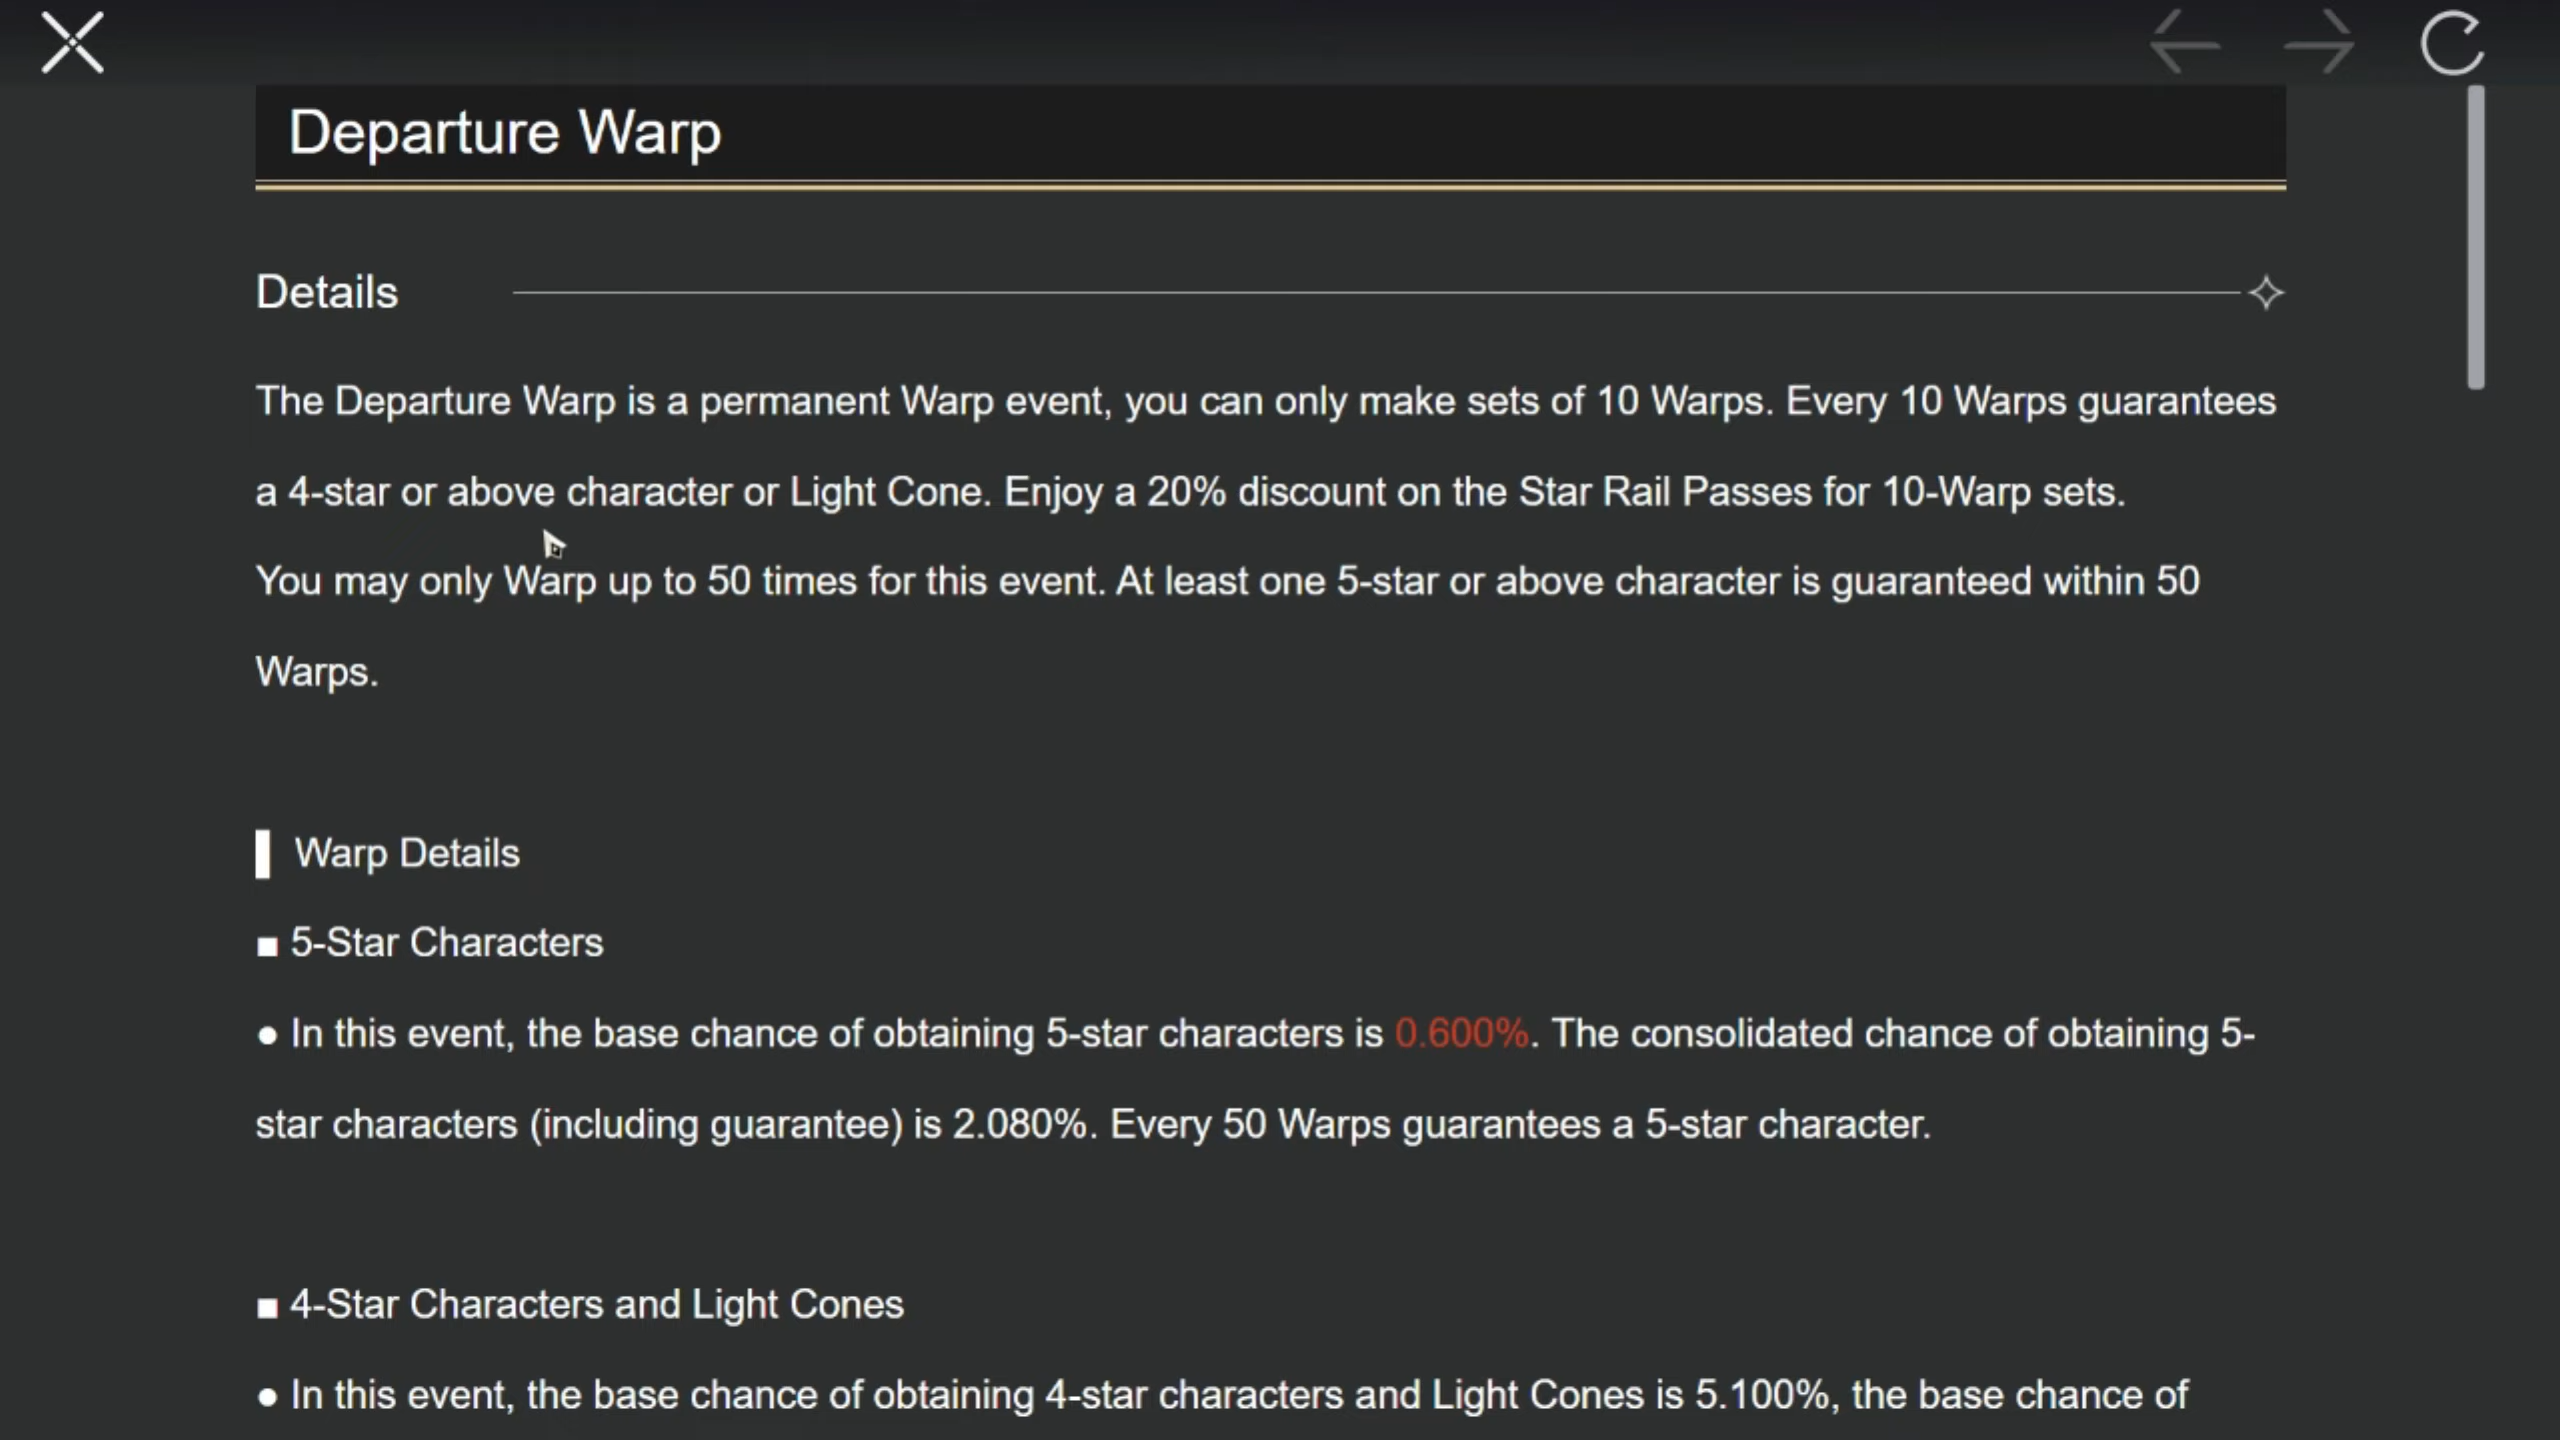 Departure Warp
Details
The Departure Warp is a permanent Warp event, you can only make sets of 10 Warps. Every 10 Warps guarantees
a 4-star or above character or Light Cone. Enjoy a 20% discount on the Star Rail Passes for 10-Warp sets.
You may only Warp up to 50 times for this event. At least one 5-star or above character is guaranteed within 50
Warps.
Warp Details
■ 5-Star Characters
● In this event, the base chance of obtaining 5-star characters is 0.600%. The consolidated chance of obtaining 5-
star characters (including guarantee) is 2.080%. Every 50 Warps guarantees a 5-star character.
■ 4-Star Characters and Light Cones
● In this event, the base chance of obtaining 4-star characters and Light Cones is 5.100%, the base chance of